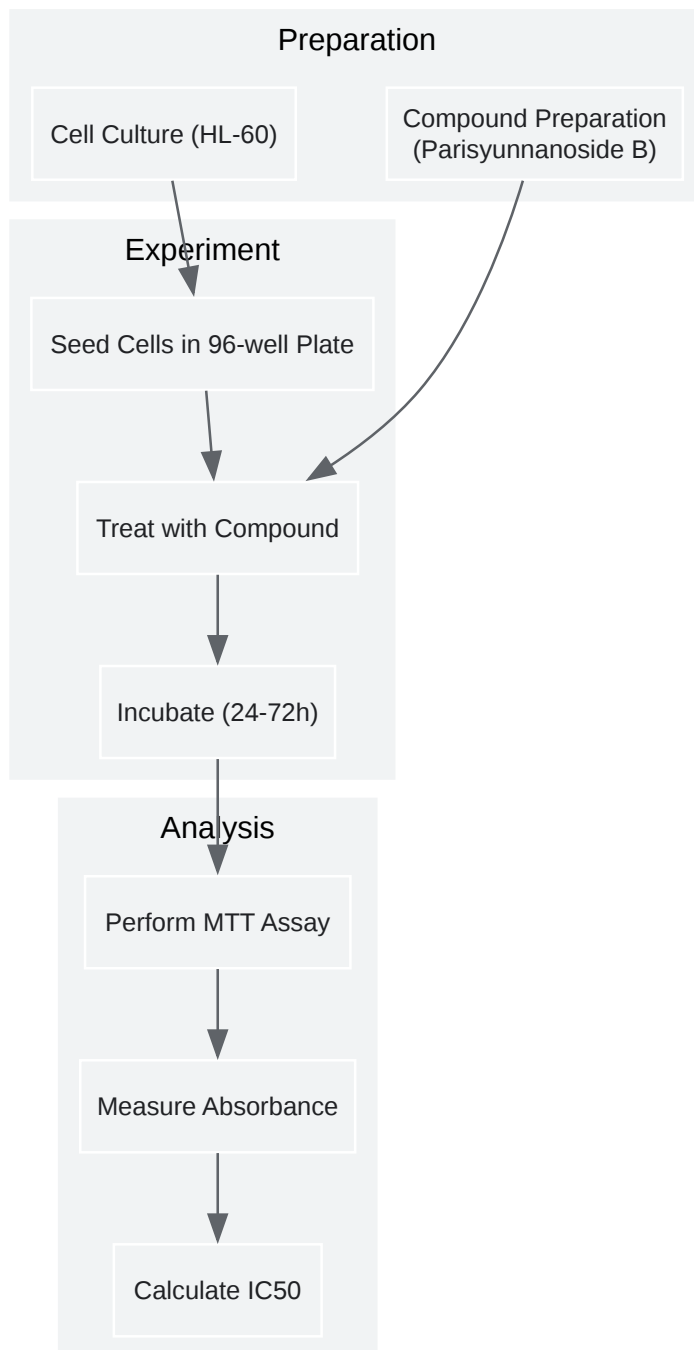 Preparation
Cell Culture (HL-60)
Compound Preparation
(Parisyunnanoside B)
Experiment
Seed Cells in 96-well Plate
Treat with Compound
Incubate (24-72h)
Analysis
Perform MTT Assay
Measure Absorbance
Calculate IC50